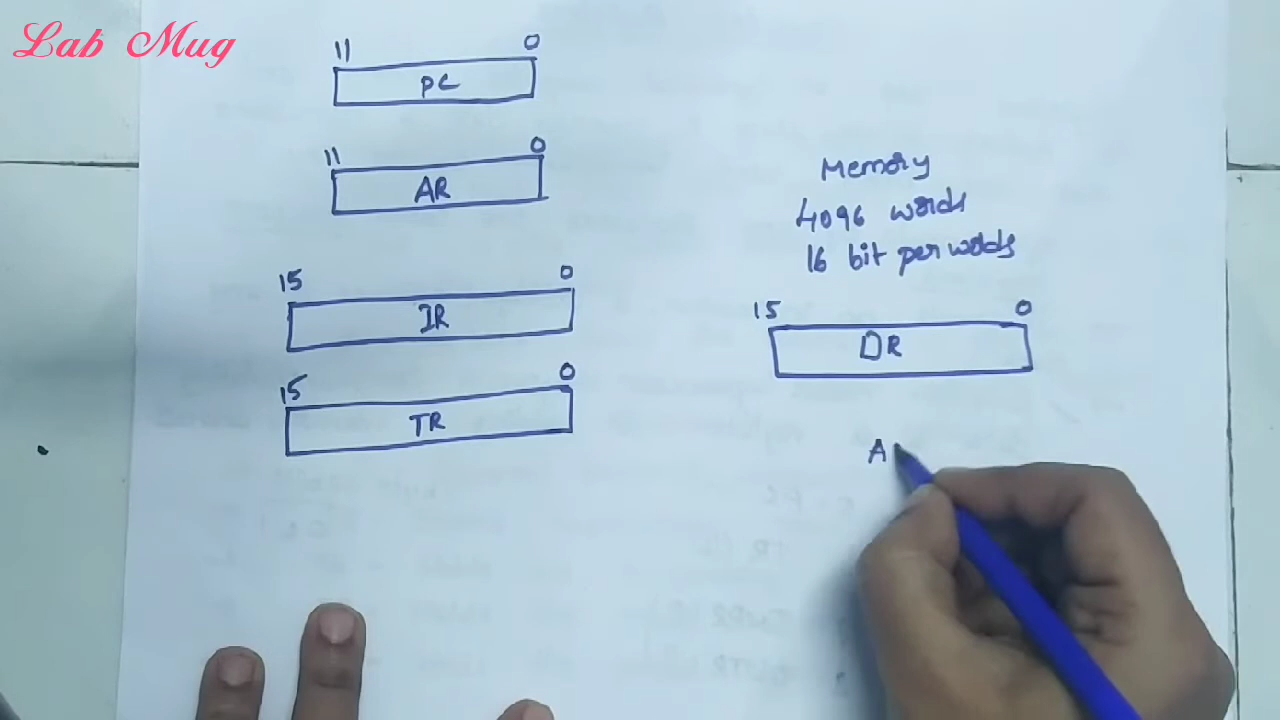 Lab Mug
11 0
PC
11 0
AR
Memory
4096 words
16 bit per words
15 0
IR
15 0
DR
15 0
TR
A